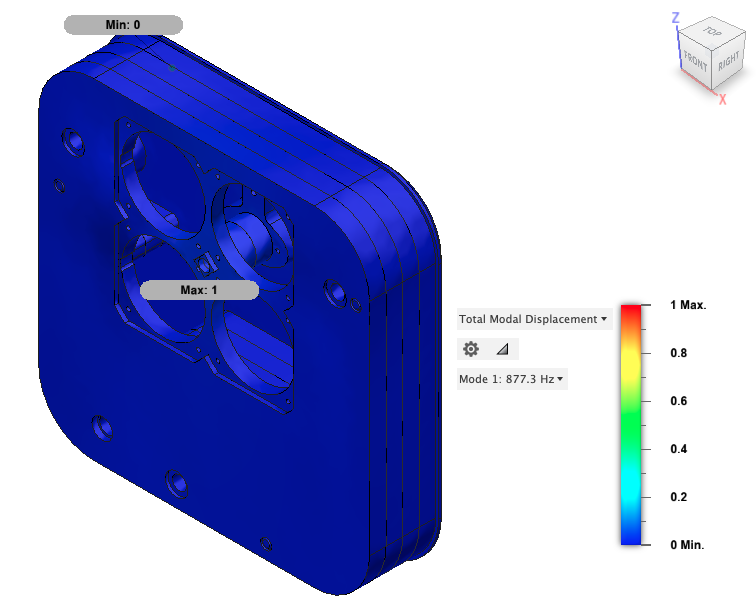 Min: 0
Z
TOP
FRONT
RIGHT
X
Max: 1
Total Modal Displacement
Mode 1: 877.3 Hz
1 Max.
0.8
0.6
0.4
0.2
0 Min.